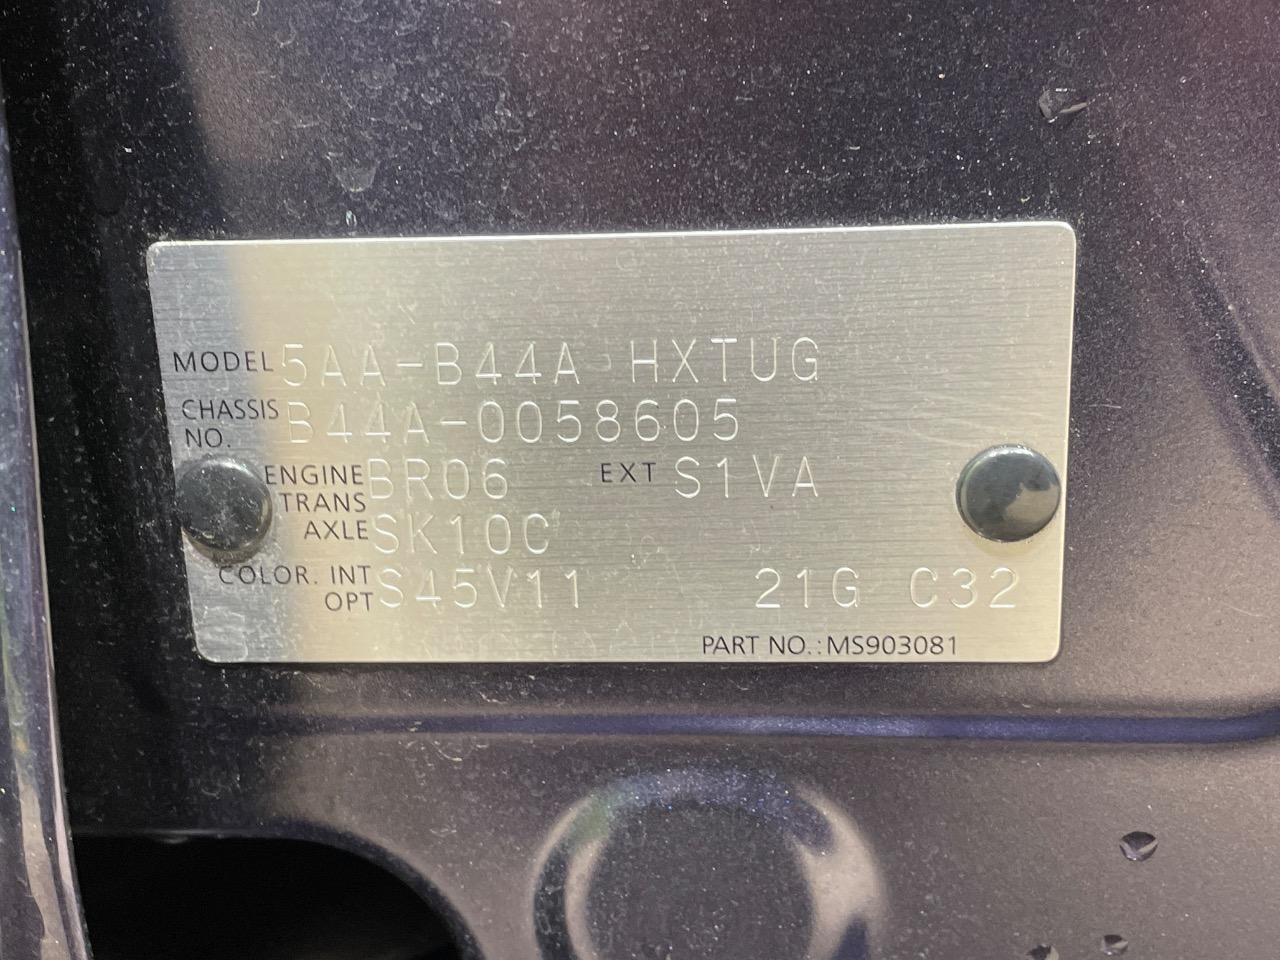 MODEL 5AA-B44A HXTUG
CHASSIS NO. B44A-0058605
ENGINE BR06 EXT S1VA
TRANS AXLE SK10C
COLOR. INT OPT S45V11 21G C32
PART NO.: MS903081